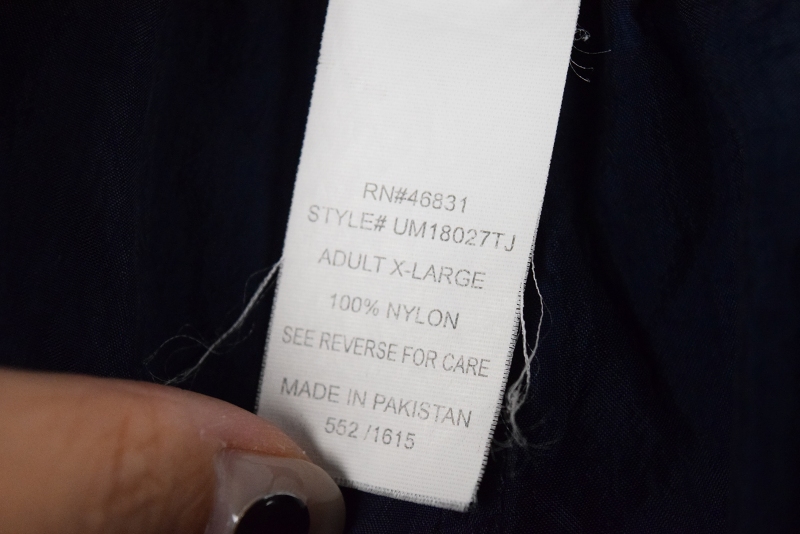 RN#46831
STYLE# UM18027TJ
ADULT X-LARGE
100% NYLON
SEE REVERSE FOR CARE
MADE IN PAKISTAN
552 /1615